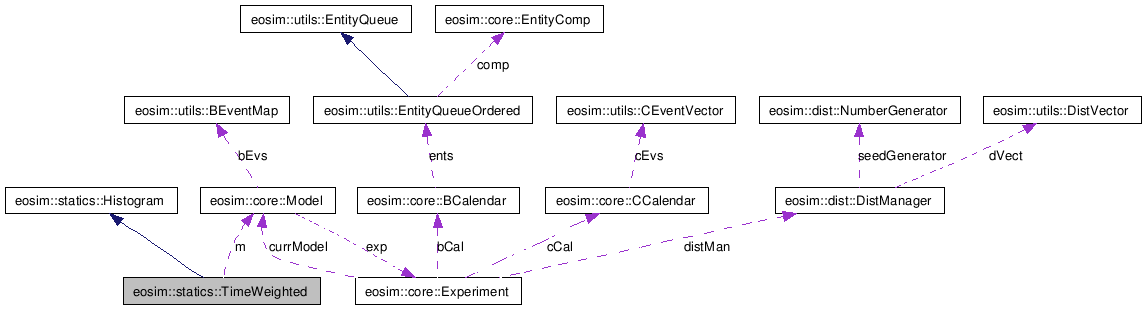 eosim::utils::EntityQueue
eosim::core::EntityComp
comp
eosim::utils::BEventMap
eosim::utils::EntityQueueOrdered
eosim::utils::CEventVector
eosim::dist::NumberGenerator
eosim::utils::DistVector
bEvs
ents
cEvs
seedGenerator
dVect
eosim::statics::Histogram
eosim::core::Model
eosim::core::BCalendar
eosim::core::CCalendar
eosim::dist::DistManager
m
currModel
exp
bCal
cCal
distMan
eosim::statics::TimeWeighted
eosim::core::Experiment